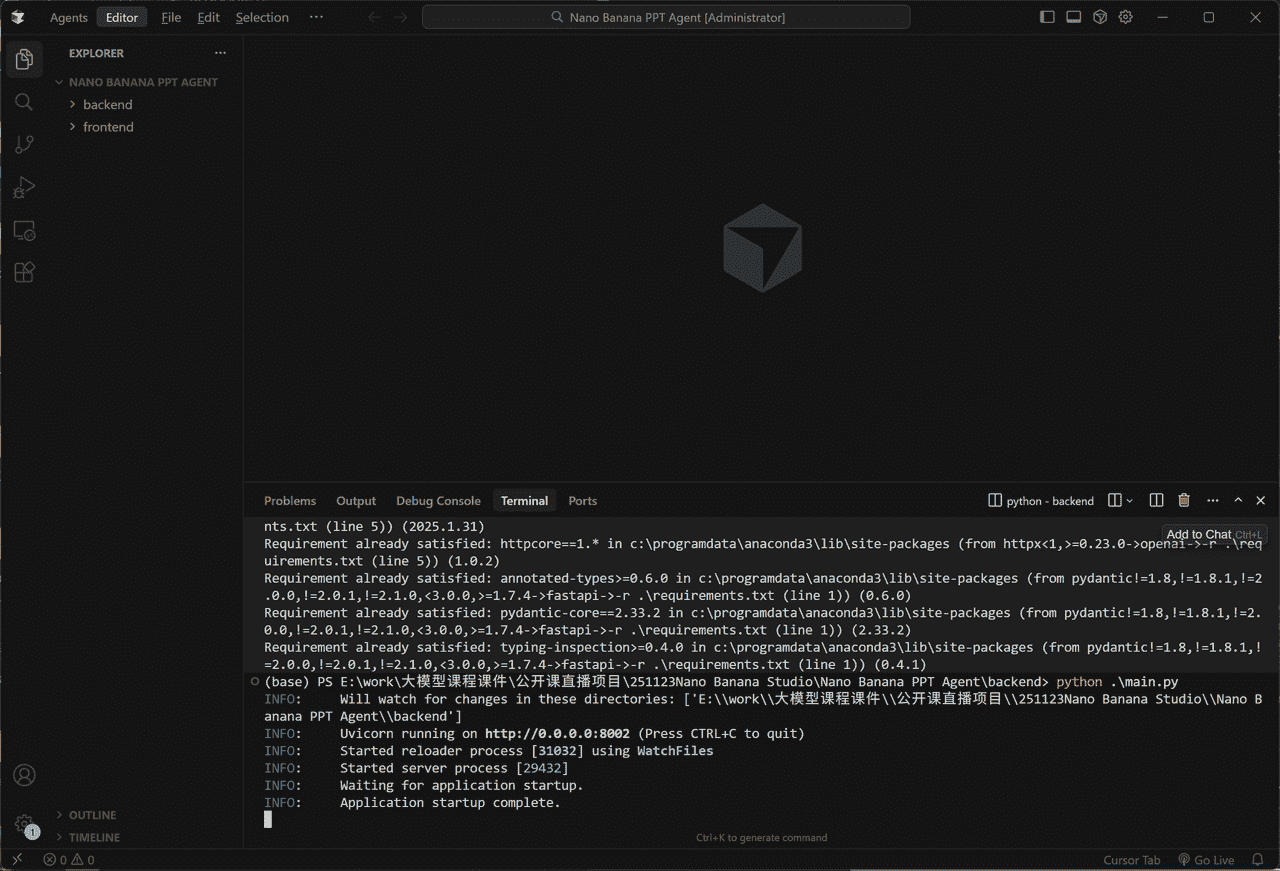 Agents Editor File Edit Selection ··· Nano Banana PPT Agent [Administrator]
EXPLORER ···
NANO BANANA PPT AGENT
backend
frontend
Problems Output Debug Console Terminal Ports python - backend ···
nts.txt (line 5)) (2025.1.31)
Add to Chat Ctrl+L
Requirement already satisfied: httpcore==1.* in c:\programdata\anaconda3\lib\site-packages (from httpx<1,>=0.23.0->openai->-r .\req
uirements.txt (line 5)) (1.0.2)
Requirement already satisfied: annotated-types>=0.6.0 in c:\programdata\anaconda3\lib\site-packages (from pydantic!=1.8,!=1.8.1,!=2
.0.0,!=2.0.1,!=2.1.0,<3.0.0,>=1.7.4->fastapi->-r .\requirements.txt (line 1)) (0.6.0)
Requirement already satisfied: pydantic-core==2.33.2 in c:\programdata\anaconda3\lib\site-packages (from pydantic!=1.8,!=1.8.1,!=2.
0.0,!=2.0.1,!=2.1.0,<3.0.0,>=1.7.4->fastapi->-r .\requirements.txt (line 1)) (2.33.2)
Requirement already satisfied: typing-inspection>=0.4.0 in c:\programdata\anaconda3\lib\site-packages (from pydantic!=1.8,!=1.8.1,!
=2.0.0,!=2.0.1,!=2.1.0,<3.0.0,>=1.7.4->fastapi->-r .\requirements.txt (line 1)) (0.4.1)
(base) PS E:\work\大模型课程课件\公开课直播项目\251123Nano Banana Studio\Nano Banana PPT Agent\backend> python .\main.py
INFO: Will watch for changes in these directories: ['E:\\work\\大模型课程课件\\公开课直播项目\\251123Nano Banana Studio\\Nano B
anana PPT Agent\\backend']
INFO: Uvicorn running on http://0.0.0.0:8002 (Press CTRL+C to quit)
INFO: Started reloader process [31032] using WatchFiles
INFO: Started server process [29432]
INFO: Waiting for application startup.
INFO: Application startup complete.
Ctrl+K to generate command
OUTLINE
TIMELINE
1
0 0 Cursor Tab Go Live